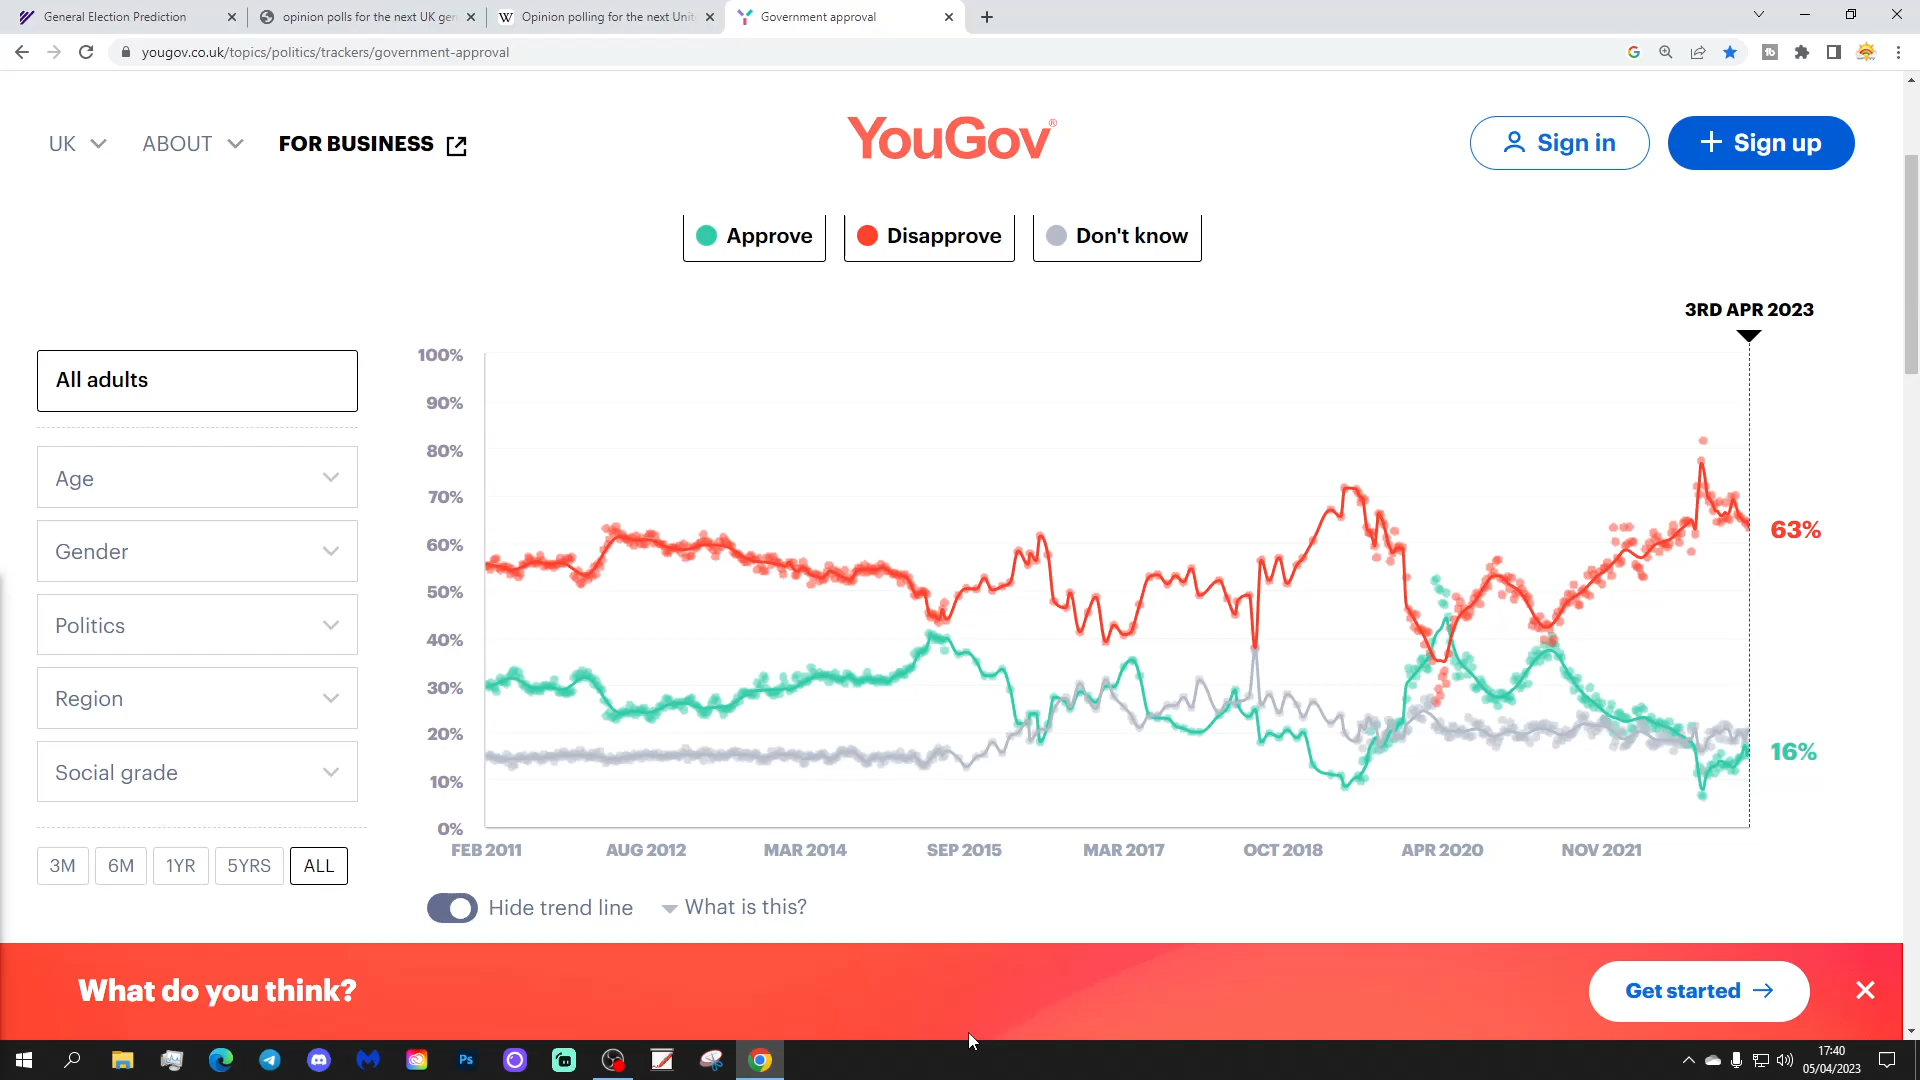 General Election Prediction
opinion polls for the next UK gen
Opinion polling for the next Unit
Government approval
yougov.co.uk/topics/politics/trackers/government-approval
UK
ABOUT
FOR BUSINESS
YouGov®
Sign in
+ Sign up
Approve
Disapprove
Don't know
3RD APR 2023
All adults
Age
Gender
Politics
Region
Social grade
3M 6M 1YR 5YRS ALL
100%
90%
80%
70%
60%
50%
40%
30%
20%
10%
0%
63%
16%
FEB 2011 AUG 2012 MAR 2014 SEP 2015 MAR 2017 OCT 2018 APR 2020 NOV 2021
Hide trend line
What is this?
What do you think?
Get started
Ps
17:40
05/04/2023